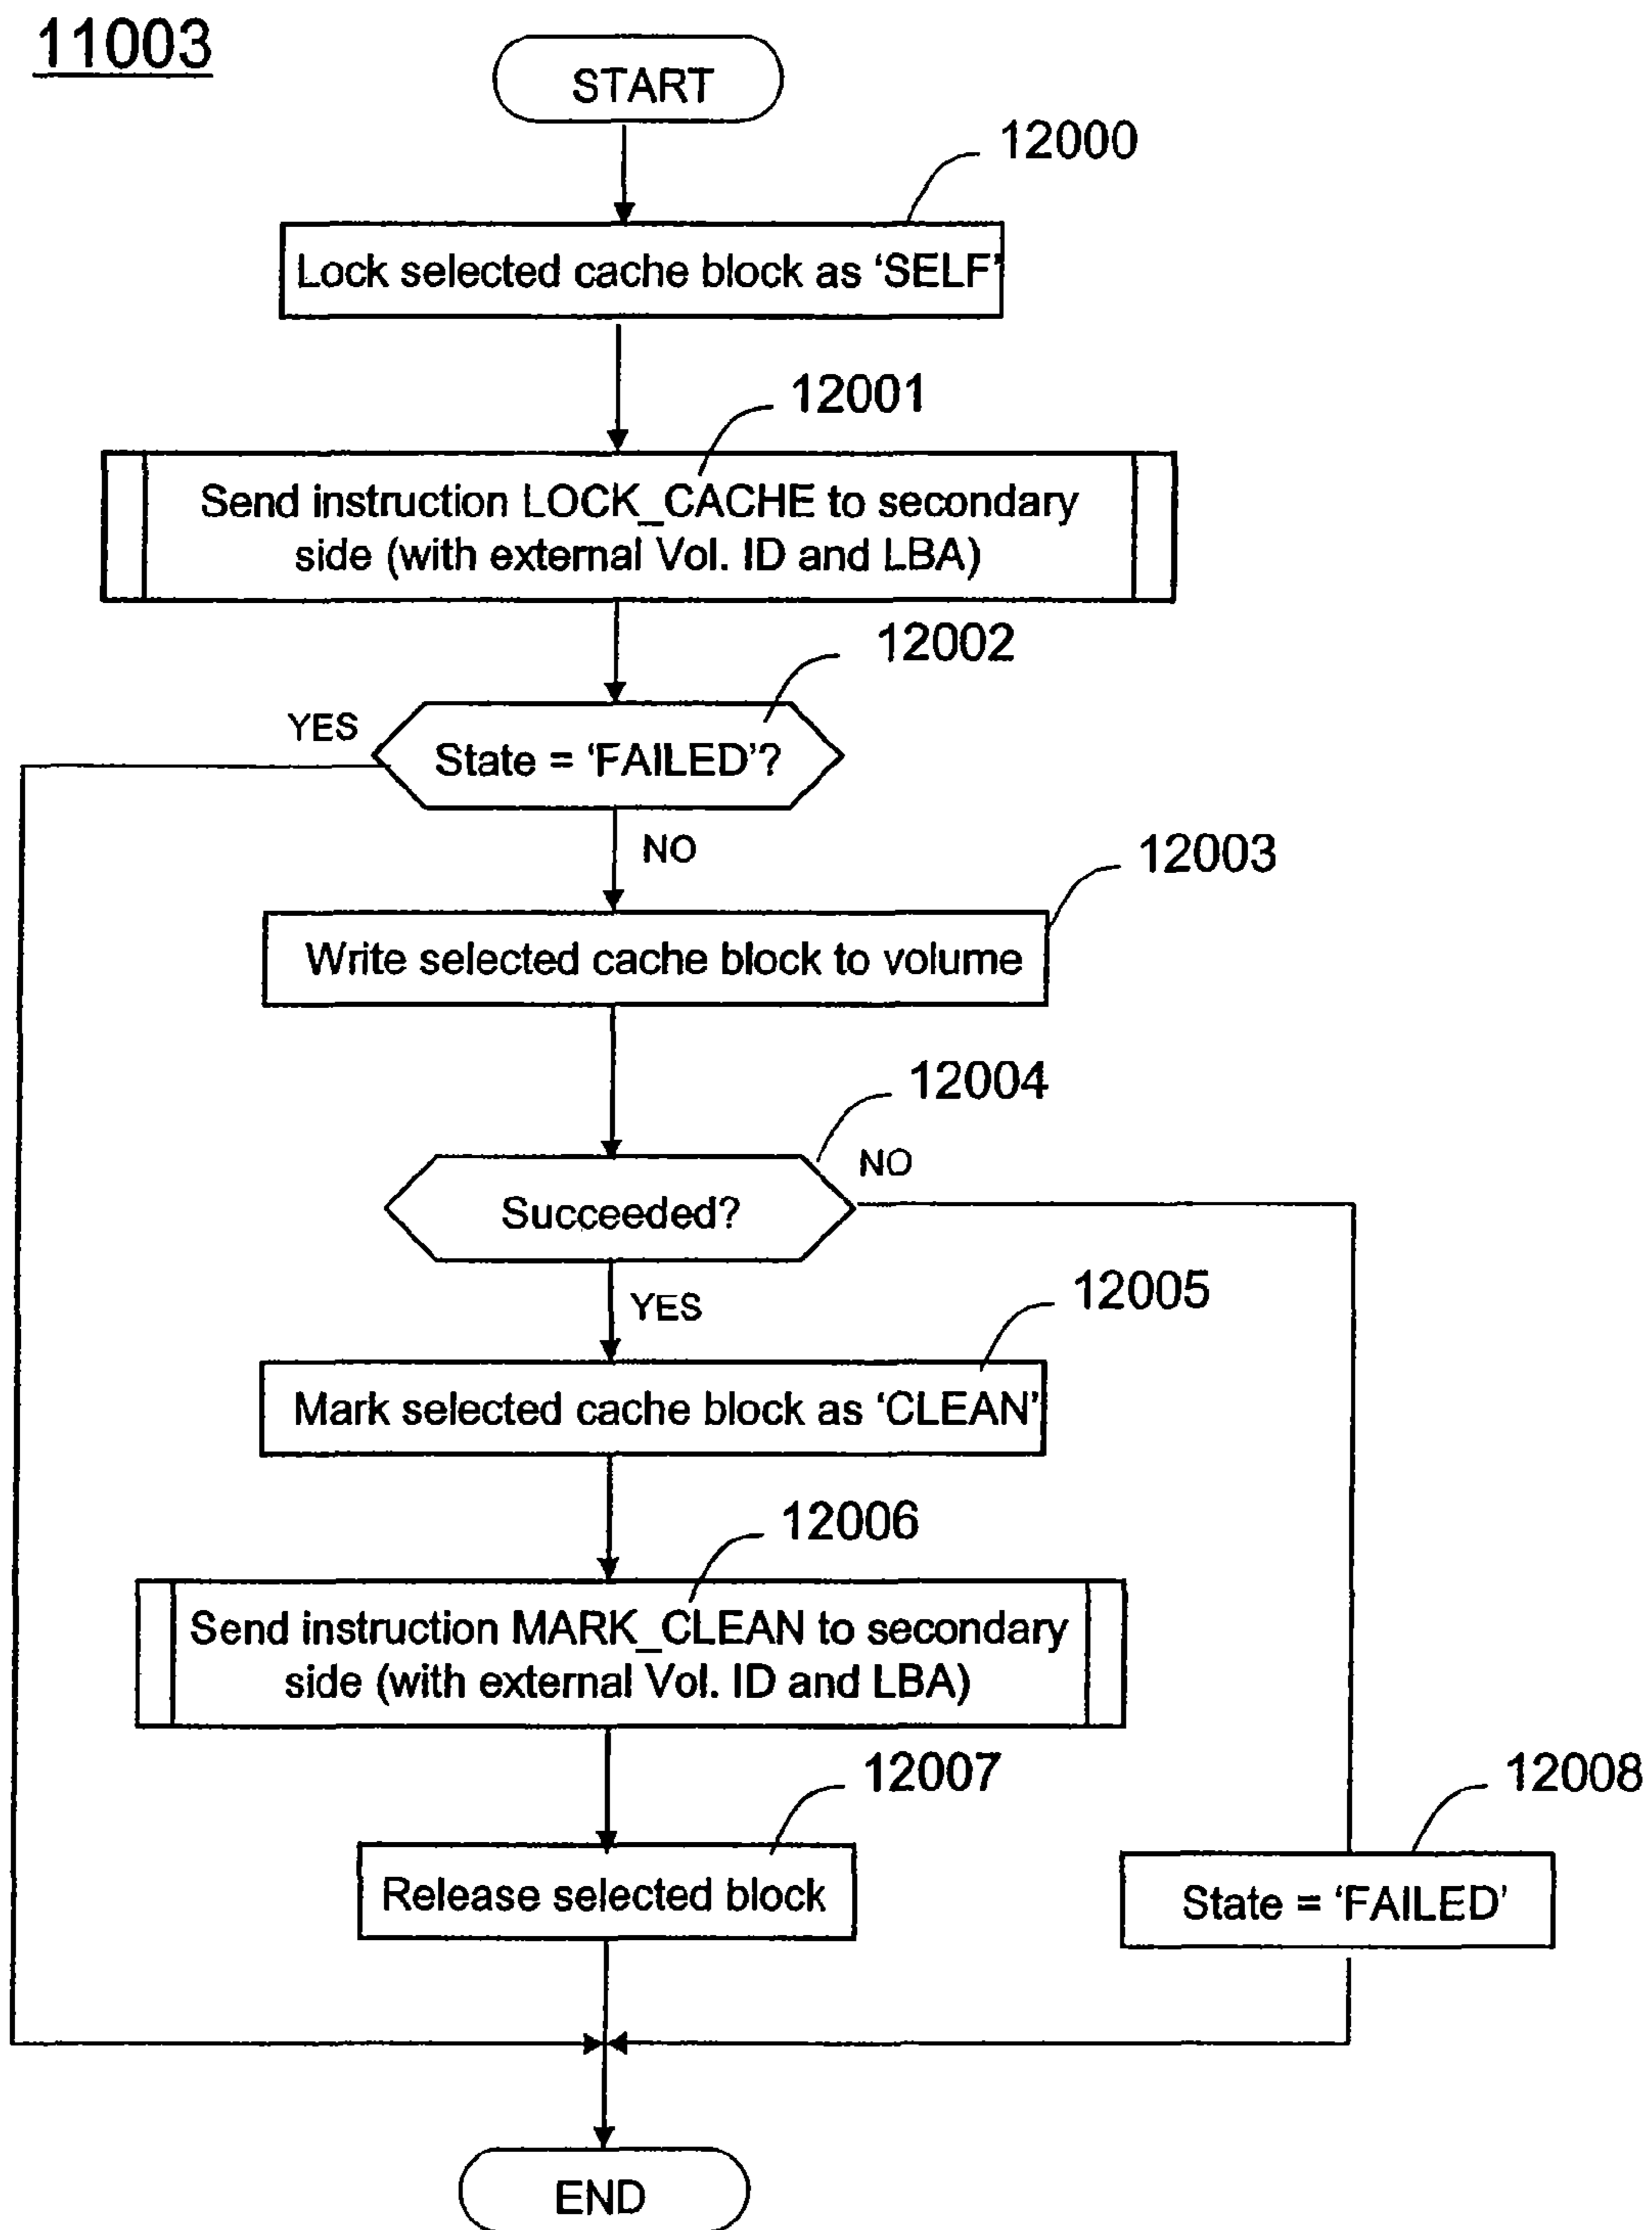 11003
START
12000
Lock selected cache block as ‘SELF’
12001
Send instruction LOCK_CACHE to secondary
side (with external Vol. ID and LBA)
12002
YES
State = ‘FAILED’?
NO
12003
Write selected cache block to volume
12004
NO
Succeeded?
YES
12005
Mark selected cache block as ‘CLEAN’
12006
Send instruction MARK_CLEAN to secondary
side (with external Vol. ID and LBA)
12007
12008
Release selected block
State = ‘FAILED’
END